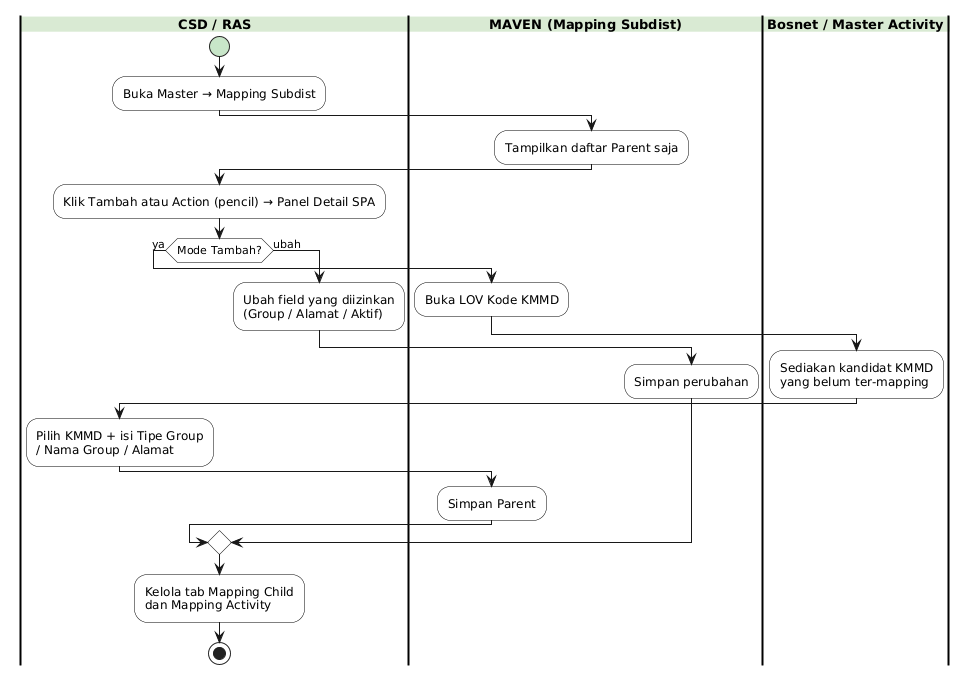 CSD / RAS
MAVEN (Mapping Subdist)
Bosnet / Master Activity
Buka Master → Mapping Subdist
Tampilkan daftar Parent saja
Klik Tambah atau Action (pencil) → Panel Detail SPA
ya
Mode Tambah?
ubah
Ubah field yang diizinkan
(Group / Alamat / Aktif)
Buka LOV Kode KMMD
Sediakan kandidat KMMD
yang belum ter-mapping
Simpan perubahan
Pilih KMMD + isi Tipe Group
/ Nama Group / Alamat
Simpan Parent
Kelola tab Mapping Child
dan Mapping Activity